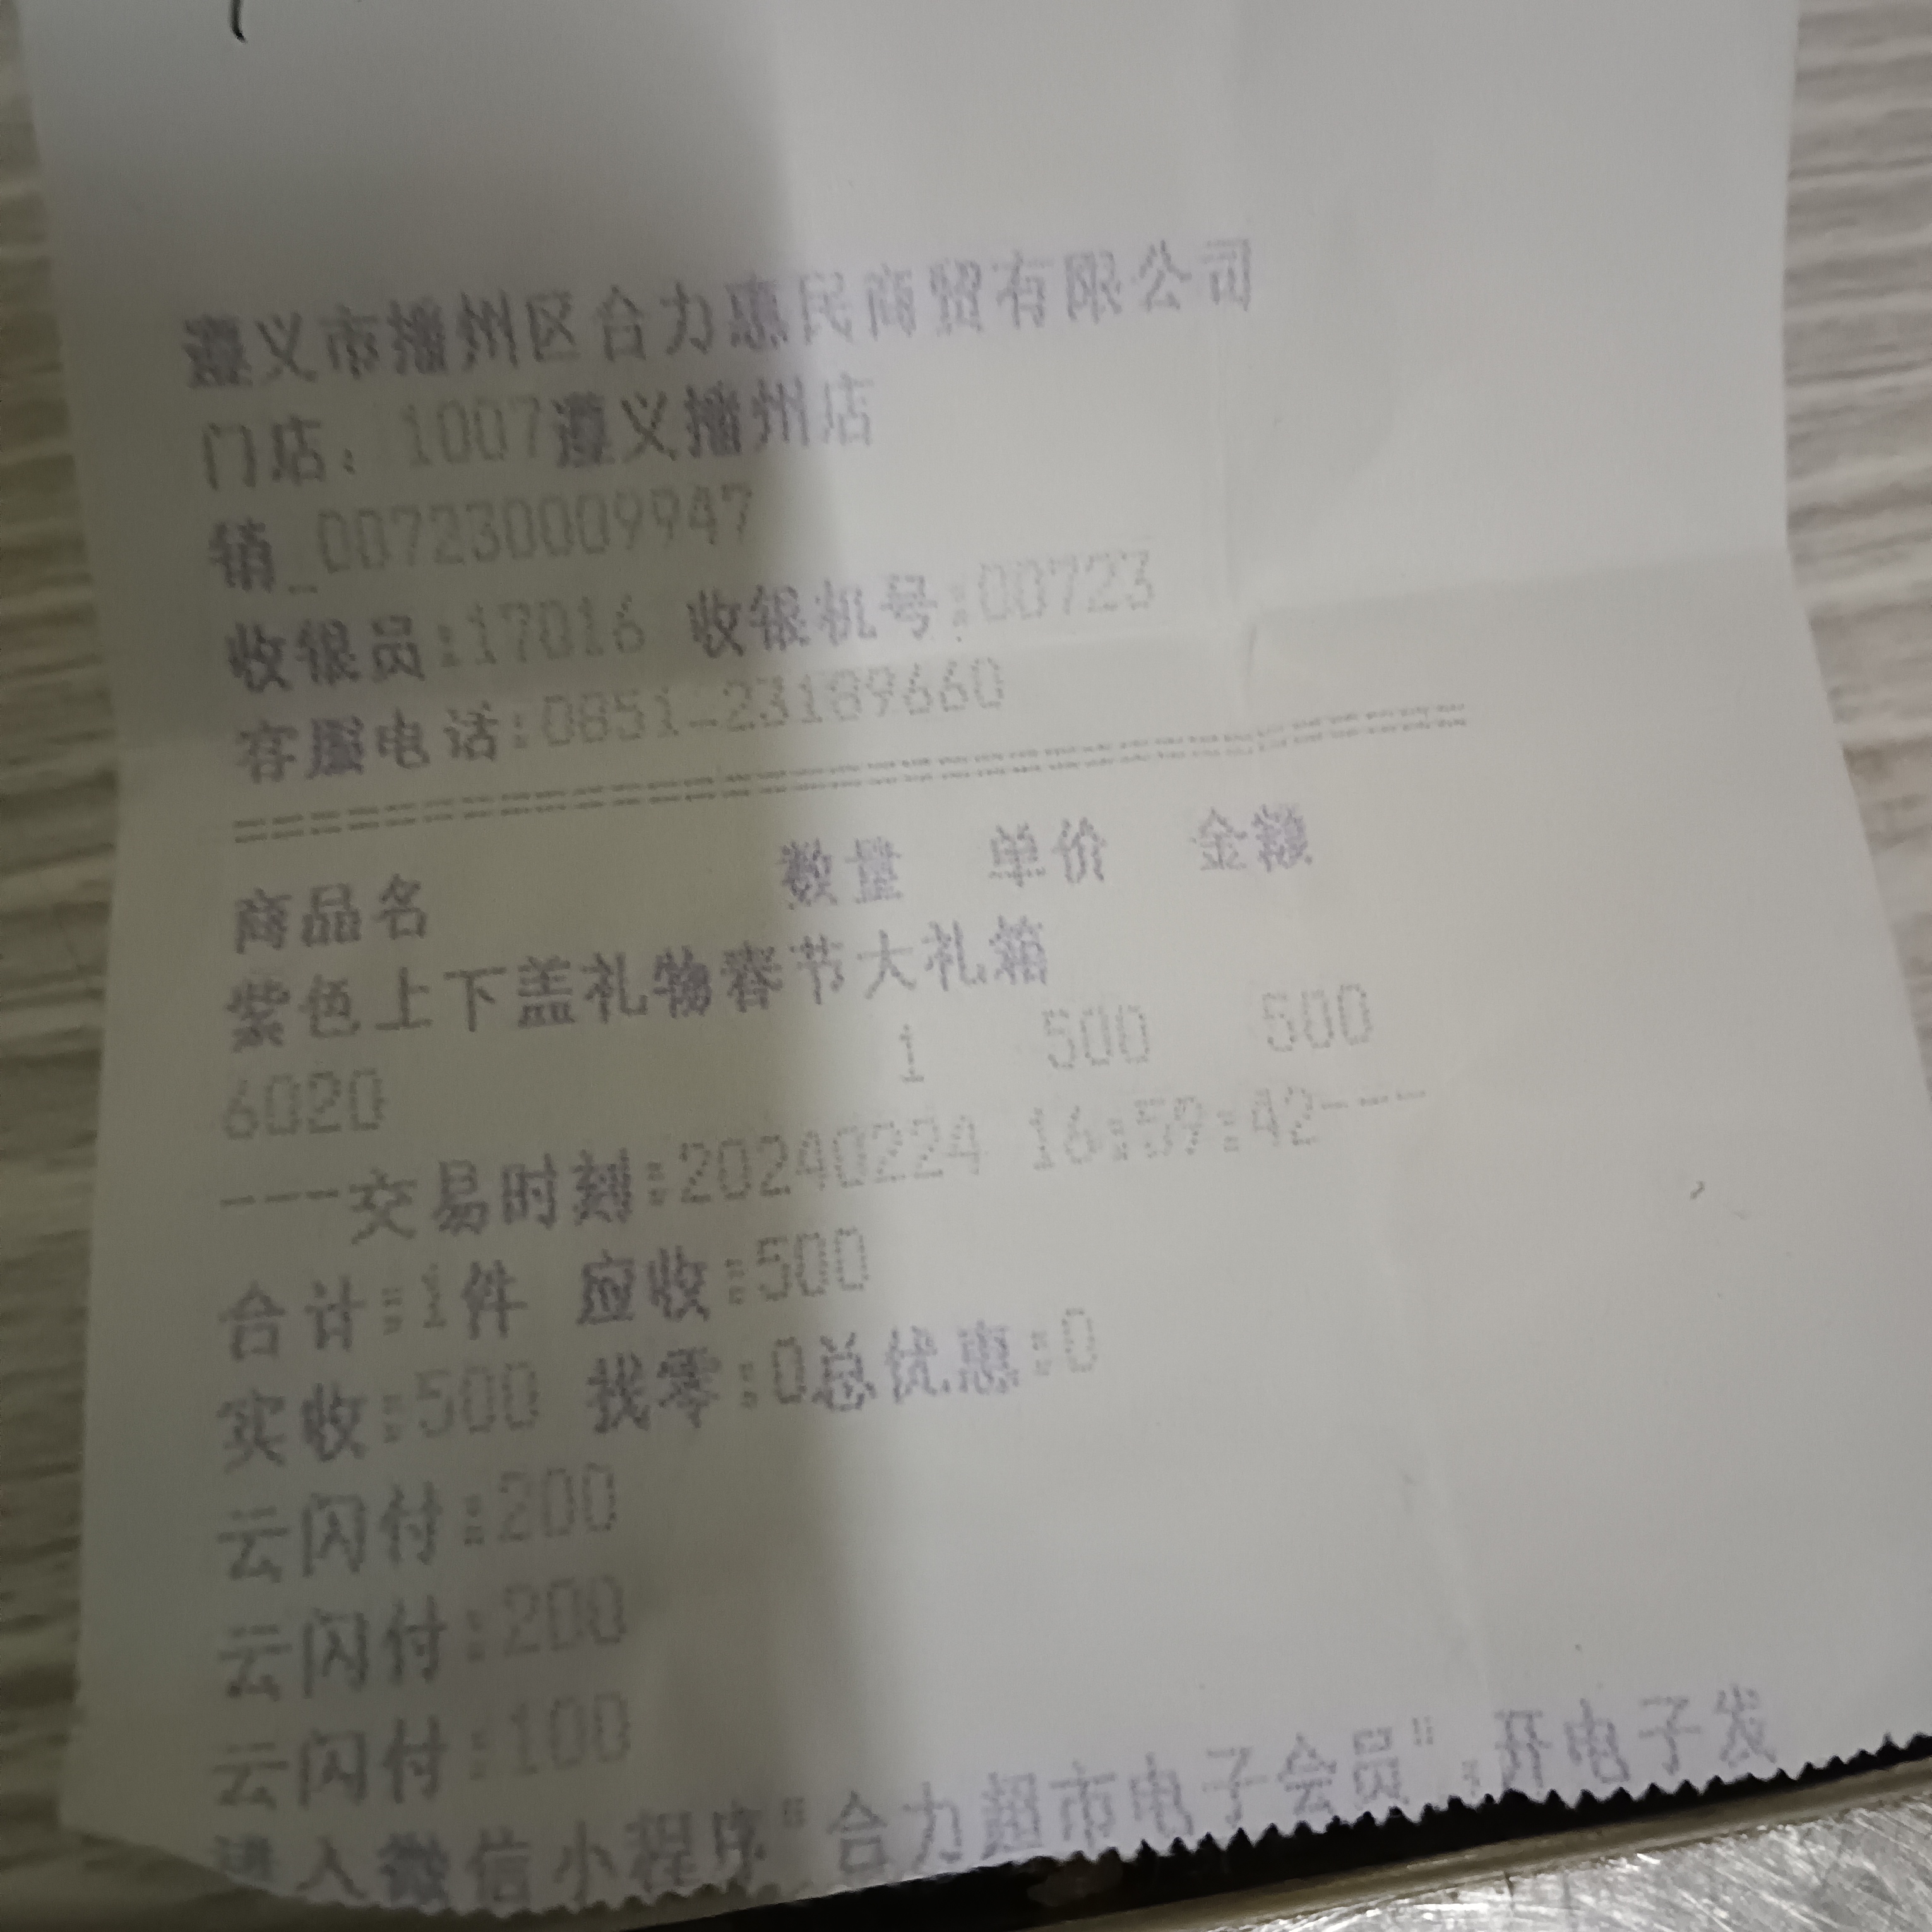 遵义市播州区合力惠民商贸有限公司
门店：1007遵义播州店
销_007230009947
收银员:17016 收银机号:00723
客服电话:0851-23189660
================================
商品名 数量 单价 金额
紫色上下盖礼物春节大礼箱
6020 1 500 500
---交易时刻:20240224 16:59:42---
合计:1件 应收:500
实收:500 找零:0总优惠:0
云闪付:200
云闪付:200
云闪付:100
进入微信小程序"合力超市电子会员",开电子发